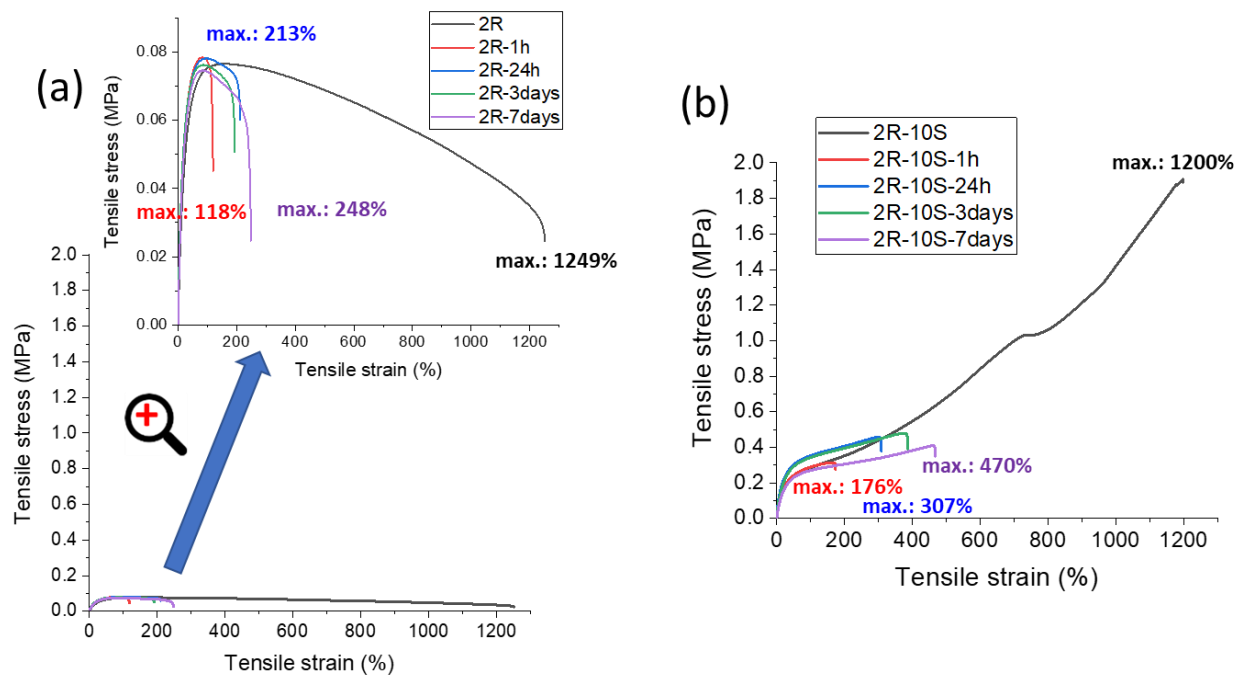 (a)
max.: 213%
2R
2R-1h
2R-24h
2R-3days
2R-7days
0.08
0.06
0.04
0.02
0.00
Tensile stress (MPa)
max.: 118%
max.: 248%
max.: 1249%
0 200 400 600 800 1000 1200
Tensile strain (%)
2.0
1.8
1.6
1.4
1.2
1.0
0.8
0.6
0.4
0.2
0.0
Tensile stress (MPa)
0 200 400 600 800 1000 1200
Tensile strain (%)
(b)
2R-10S
2R-10S-1h
2R-10S-24h
2R-10S-3days
2R-10S-7days
max.: 1200%
2.0
1.8
1.6
1.4
1.2
1.0
0.8
0.6
0.4
0.2
0.0
Tensile stress (MPa)
max.: 470%
max.: 176%
max.: 307%
0 200 400 600 800 1000 1200
Tensile strain (%)